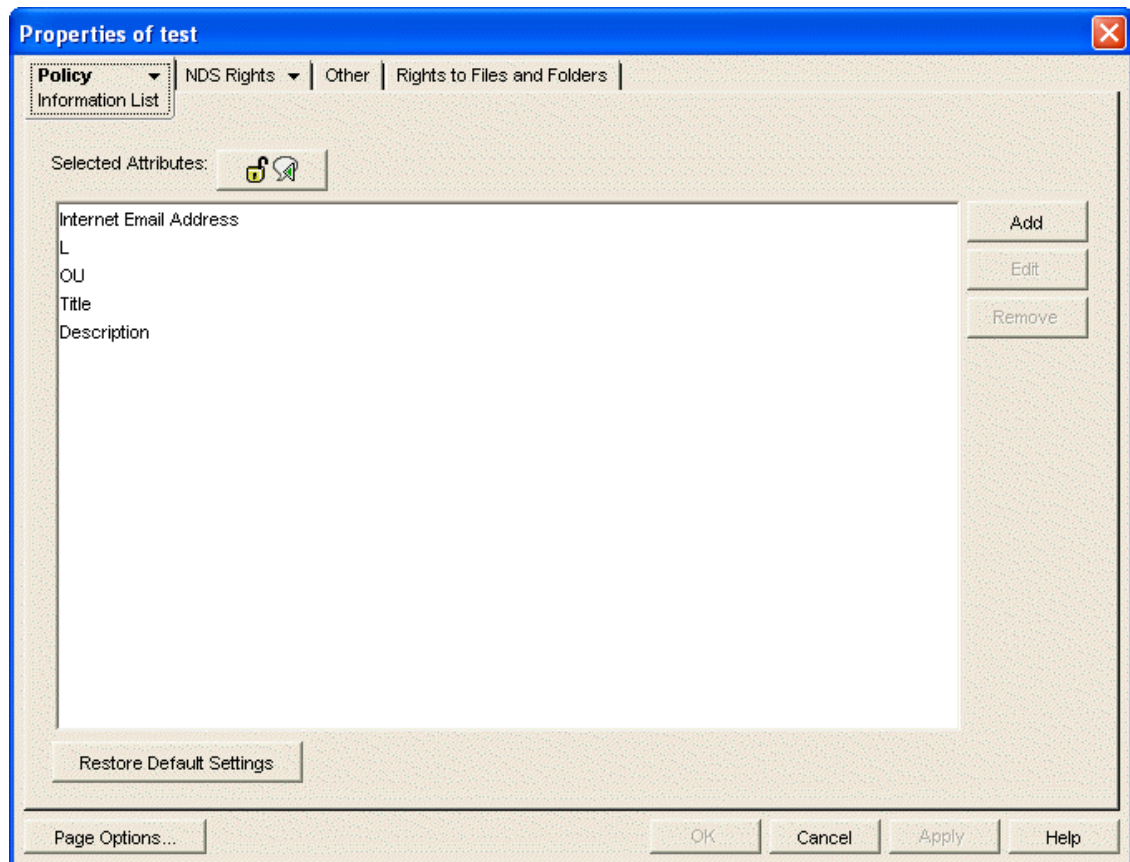 Properties of test
Policy NDS Rights Other Rights to Files and Folders
Information List
Selected Attributes:
Internet Email Address
L
OU
Title
Description
Add
Edit
Remove
Restore Default Settings
Page Options... OK Cancel Apply Help